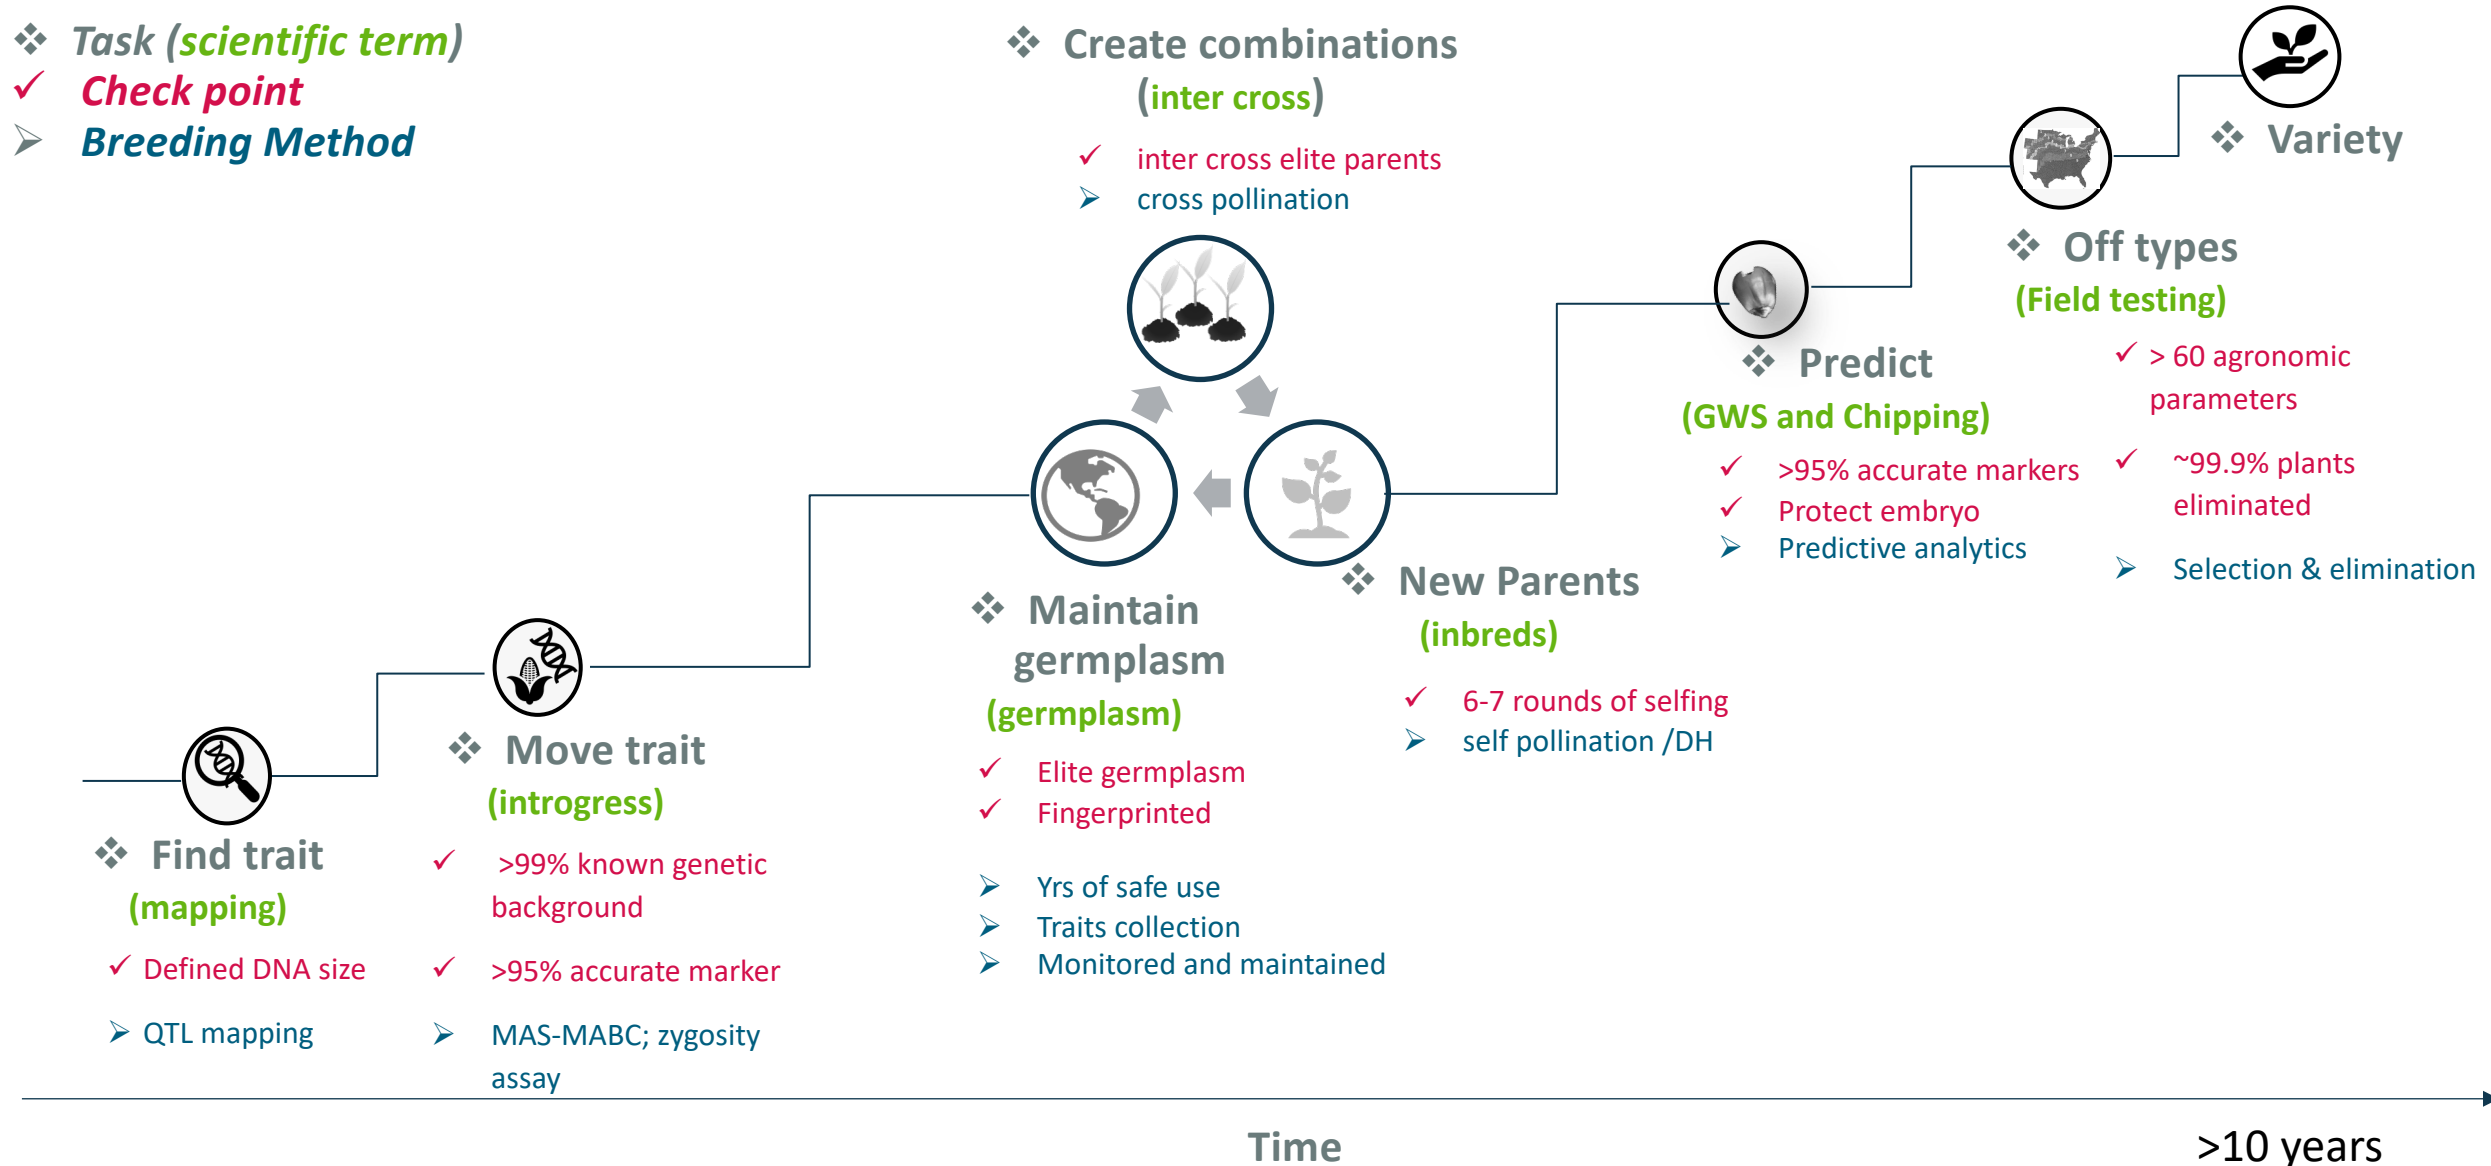 Task (scientific term)
Check point
Breeding Method
Create combinations
(inter cross)
inter cross elite parents
cross pollination
Variety
Off types
(Field testing)
> 60 agronomic
parameters
~99.9% plants
eliminated
Selection & elimination
Predict
(GWS and Chipping)
>95% accurate markers
Protect embryo
Predictive analytics
New Parents
(inbreds)
6-7 rounds of selfing
self pollination /DH
Maintain
germplasm
(germplasm)
Elite germplasm
Fingerprinted
Yrs of safe use
Traits collection
Monitored and maintained
Move trait
(introgress)
>99% known genetic
background
>95% accurate marker
MAS-MABC; zygosity
assay
Find trait
(mapping)
Defined DNA size
QTL mapping
Time
>10 years